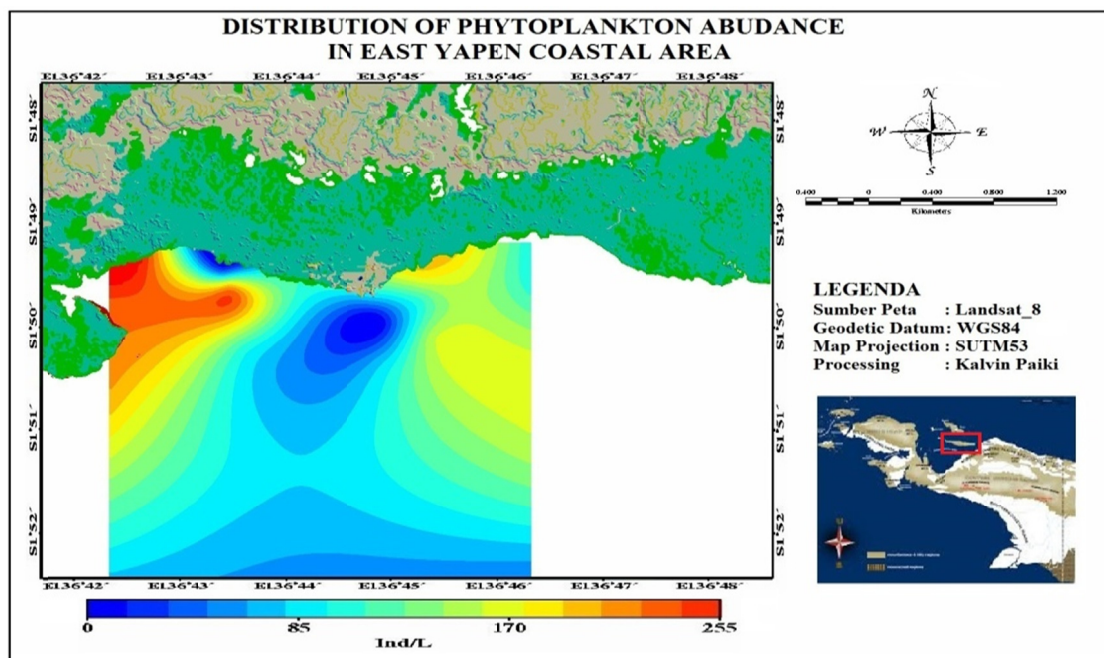 DISTRIBUTION OF PHYTOPLANKTON ABUDANCE
IN EAST YAPEN COASTAL AREA
E136°42´ E136°43´ E136°44´ E136°45´ E136°46´ E136°47´ E136°48´
S1°48´ S1°48´
S1°49´ S1°49´
S1°50´ S1°50´
S1°51´ S1°51´
S1°52´ S1°52´
E136°42´ E136°43´ E136°44´ E136°45´ E136°46´ E136°47´ E136°48´
0 85 170 255
Ind/L
N
W E
S
0.400 0 0.400 0.800 1.200
Kilometres
LEGENDA
Sumber Peta : Landsat_8
Geodetic Datum: WGS84
Map Projection : SUTM53
Processing : Kalvin Paiki